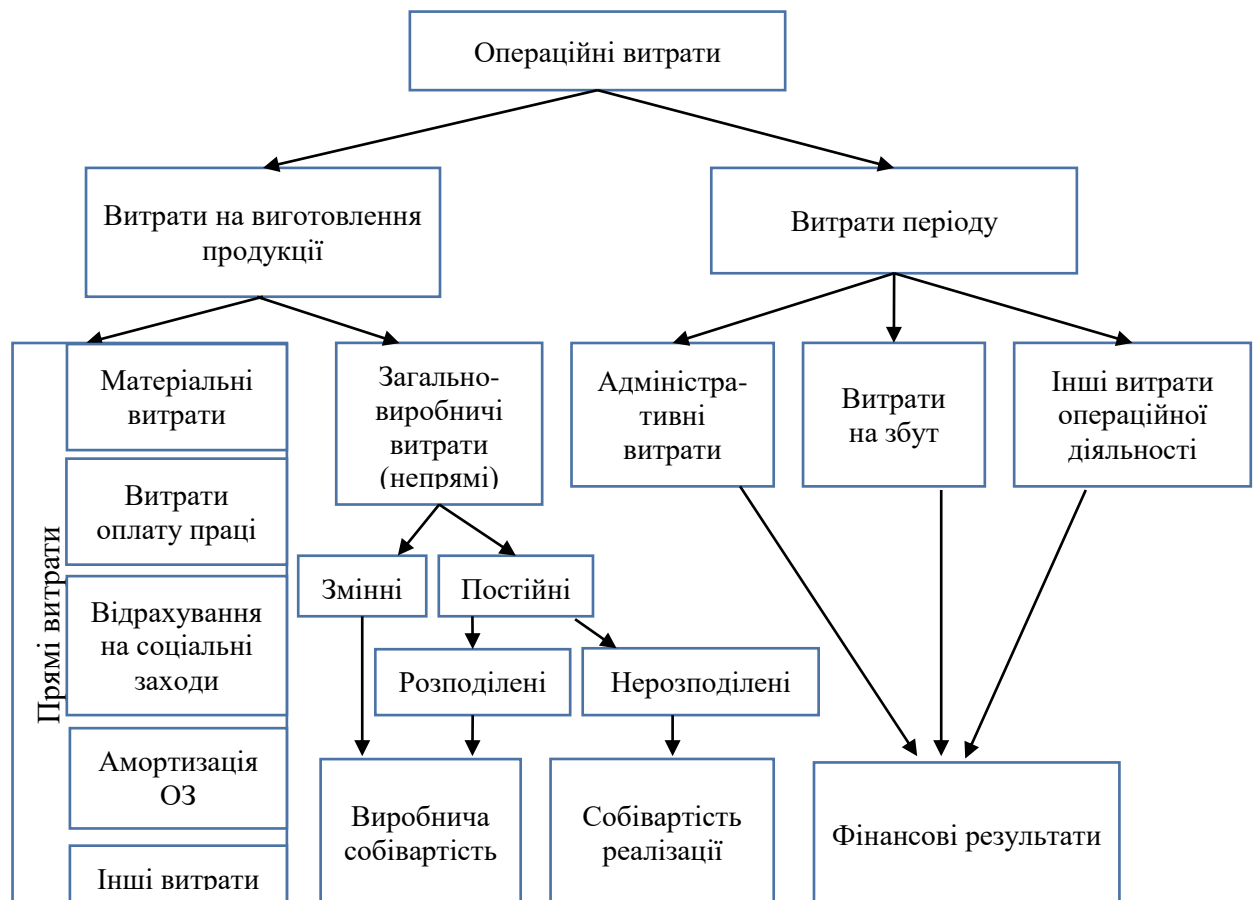 Операційні витрати
Витрати на виготовлення
продукції
Витрати періоду
Прямі витрати
Матеріальні
витрати
Витрати
оплату праці
Відрахування
на соціальні
заходи
Амортизація
ОЗ
Інші витрати
Загально-
виробничі
витрати
(непрямі)
Адміністра-
тивні
витрати
Витрати
на збут
Інші витрати
операційної
діяльності
Змінні
Постійні
Розподілені
Нерозподілені
Виробнича
собівартість
Собівартість
реалізації
Фінансові результати